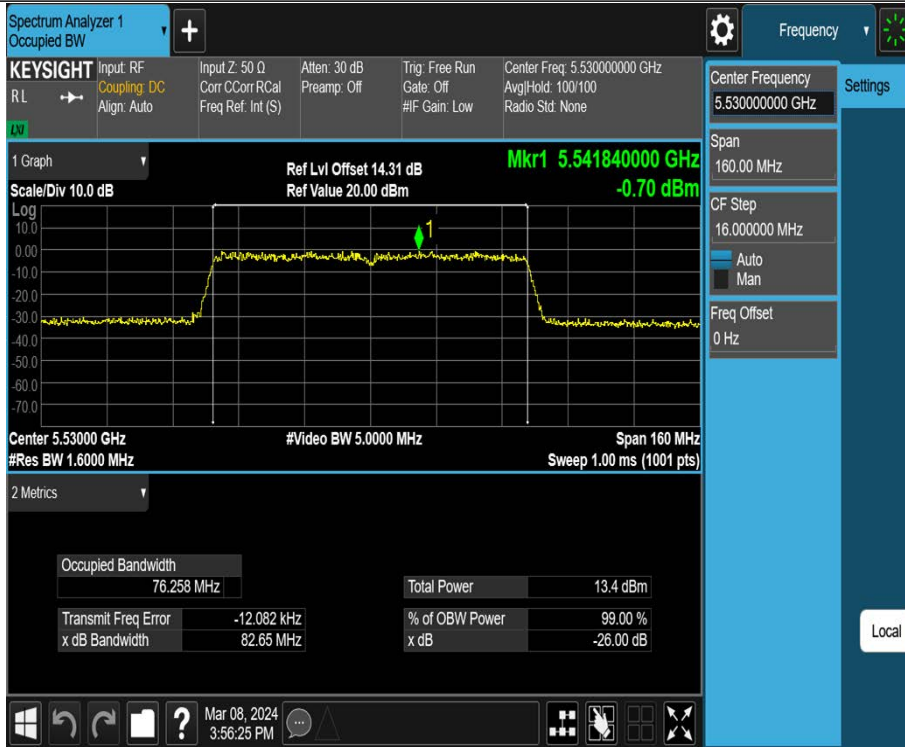 Spectrum Analyzer 1
Occupied BW
+
Frequency
KEYSIGHT
RL
LXI
Input: RF
Coupling: DC
Align: Auto
Input Z: 50 Ω
Corr CCorr RCal
Freq Ref: Int (S)
Atten: 30 dB
Preamp: Off
Trig: Free Run
Gate: Off
#IF Gain: Low
Center Freq: 5.530000000 GHz
Avg|Hold: 100/100
Radio Std: None
Center Frequency
5.530000000 GHz
Settings
Span
160.00 MHz
CF Step
16.000000 MHz
Auto
Man
Freq Offset
0 Hz
Local
1 Graph
Scale/Div 10.0 dB
Ref Lvl Offset 14.31 dB
Ref Value 20.00 dBm
Mkr1 5.541840000 GHz
-0.70 dBm
Log
10.0
0.00
-10.0
-20.0
-30.0
-40.0
-50.0
-60.0
-70.0
1
Center 5.53000 GHz
#Res BW 1.6000 MHz
#Video BW 5.0000 MHz
Span 160 MHz
Sweep 1.00 ms (1001 pts)
2 Metrics
Occupied Bandwidth
76.258 MHz
Transmit Freq Error -12.082 kHz
x dB Bandwidth 82.65 MHz
Total Power 13.4 dBm
% of OBW Power 99.00 %
x dB -26.00 dB
?
Mar 08, 2024
3:56:25 PM